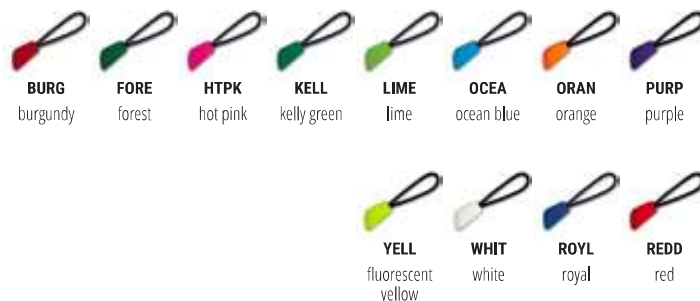 BURG FORE HTPK KELL LIME OCEA ORAN PURP
burgundy forest hot pink kelly green lime ocean blue orange purple
YELL WHIT ROYL REDD
fluorescent white royal red
yellow